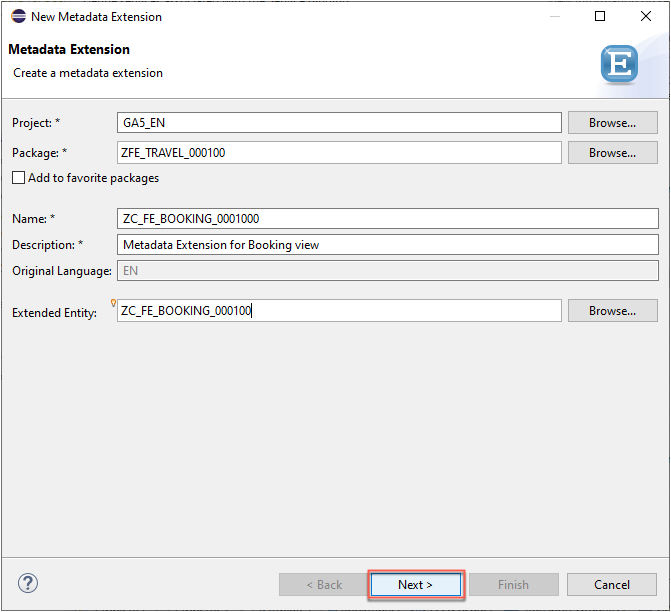 New Metadata Extension
Metadata Extension
Create a metadata extension
E
Project: * GA5_EN Browse...
Package: * ZFE_TRAVEL_000100 Browse...
Add to favorite packages
Name: * ZC_FE_BOOKING_0001000
Description: * Metadata Extension for Booking view
Original Language: EN
Extended Entity: ZC_FE_BOOKING_000100 Browse...
? < Back Next > Finish Cancel